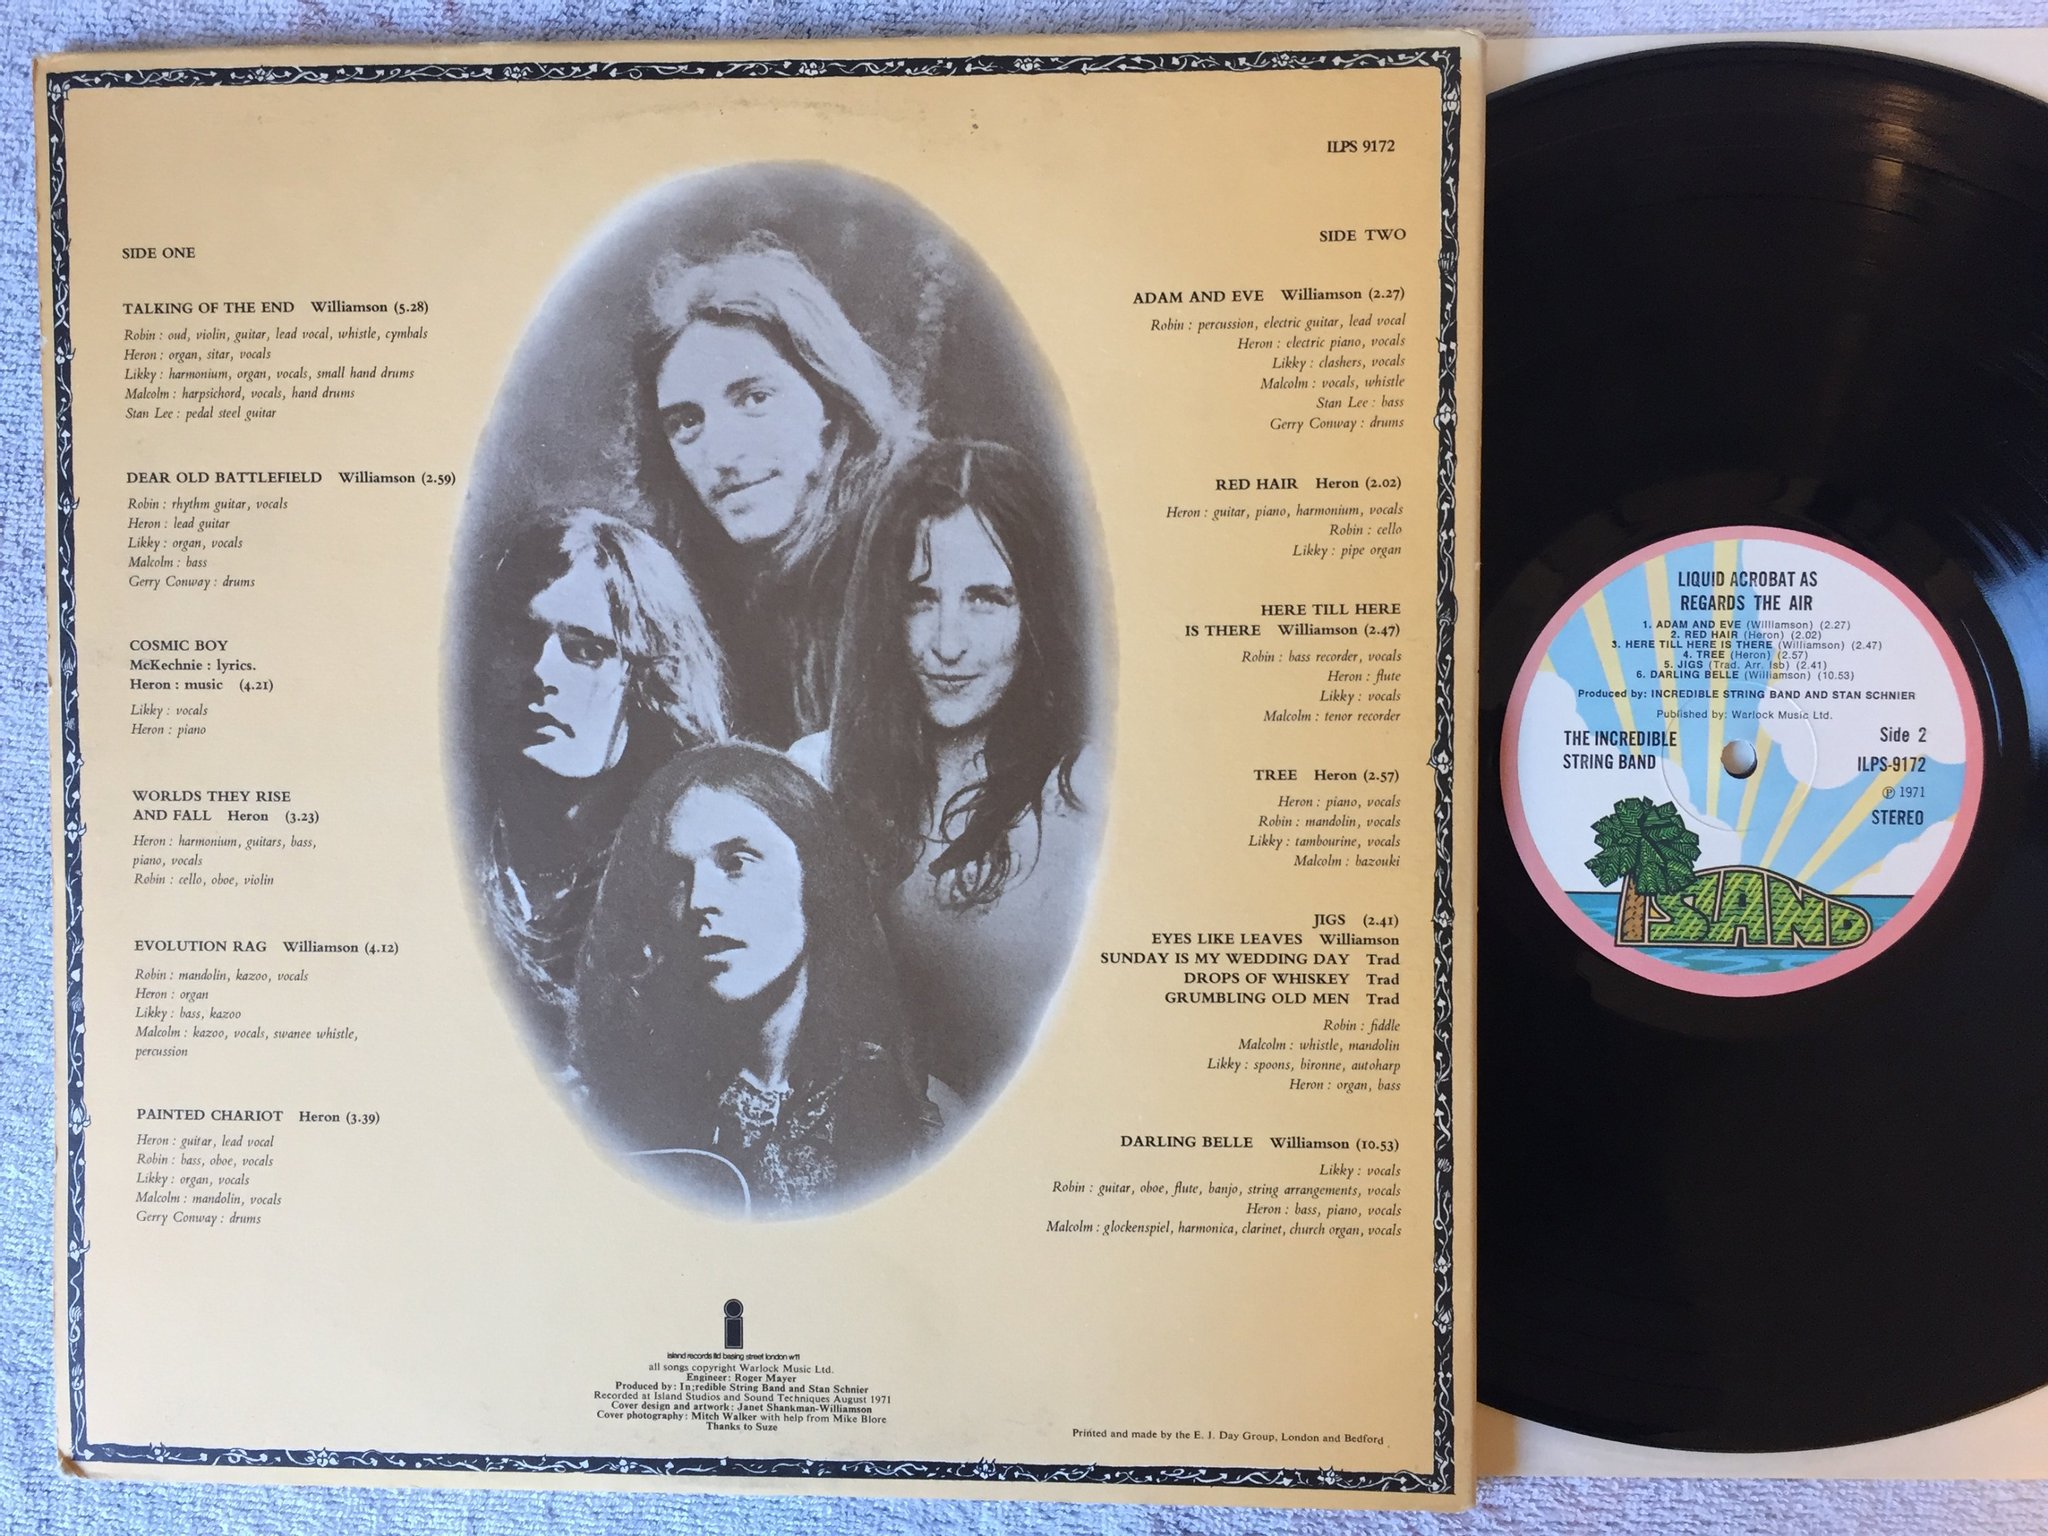 ILPS 9172
SIDE ONE
TALKING OF THE END Williamson (5.28)
Robin : oud, violin, guitar, lead vocal, whistle, cymbals
Heron : organ, sitar, vocals
Likky : harmonium, organ, vocals, small hand drums
Malcolm : harpsichord, vocals, hand drums
Stan Lee : pedal steel guitar
DEAR OLD BATTLEFIELD Williamson (2.59)
Robin : rhythm guitar, vocals
Heron : lead guitar
Likky : organ, vocals
Malcolm : bass
Gerry Conway : drums
COSMIC BOY
McKechnie : lyrics.
Heron : music (4.21)
Likky : vocals
Heron : piano
WORLDS THEY RISE
AND FALL Heron (3.23)
Heron : harmonium, guitars, bass,
piano, vocals
Robin : cello, oboe, violin
EVOLUTION RAG Williamson (4.12)
Robin : mandolin, kazoo, vocals
Heron : organ
Likky : bass, kazoo
Malcolm : kazoo, vocals, swanee whistle,
percussion
PAINTED CHARIOT Heron (3.39)
Heron : guitar, lead vocal
Robin : bass, oboe, vocals
Likky : organ, vocals
Malcolm : mandolin, vocals
Gerry Conway : drums
SIDE TWO
ADAM AND EVE Williamson (2.27)
Robin : percussion, electric guitar, lead vocal
Heron : electric piano, vocals
Likky : clashers, vocals
Malcolm : vocals, whistle
Stan Lee : bass
Gerry Conway : drums
RED HAIR Heron (2.02)
Heron : guitar, piano, harmonium, vocals
Robin : cello
Likky : pipe organ
HERE TILL HERE
IS THERE Williamson (2.47)
Robin : bass recorder, vocals
Heron : flute
Likky : vocals
Malcolm : tenor recorder
TREE Heron (2.57)
Heron : piano, vocals
Robin : mandolin, vocals
Likky : tambourine, vocals
Malcolm : bazouki
JIGS (2.41)
EYES LIKE LEAVES Williamson
SUNDAY IS MY WEDDING DAY Trad
DROPS OF WHISKEY Trad
GRUMBLING OLD MEN Trad
Robin : fiddle
Malcolm : whistle, mandolin
Likky : spoons, bironne, autoharp
Heron : organ, bass
DARLING BELLE Williamson (10.53)
Likky : vocals
Robin : guitar, oboe, flute, banjo, string arrangements, vocals
Heron : bass, piano, vocals
Malcolm : glockenspiel, harmonica, clarinet, church organ, vocals
i
island records ltd basing street london w11
all songs copyright Warlock Music Ltd.
Engineer: Roger Mayer
Produced by: In;redible String Band and Stan Schnier
Recorded at Island Studios and Sound Techniques August 1971
Cover design and artwork: Janet Shankman-Williamson
Cover photography: Mitch Walker with help from Mike Blore
Thanks to Suze
Printed and made by the E. J. Day Group, London and Bedford.
LIQUID ACROBAT AS
REGARDS THE AIR
1. ADAM AND EVE (Williamson) (2.27)
2. RED HAIR (Heron) (2.02)
3. HERE TILL HERE IS THERE (Williamson) (2.47)
4. TREE (Heron) (2.57)
5. JIGS (Trad. Arr. Isb) (2.41)
6. DARLING BELLE (Williamson) (10.53)
Produced by: INCREDIBLE STRING BAND AND STAN SCHNIER
Published by: Warlock Music Ltd.
THE INCREDIBLE
STRING BAND
Side 2
ILPS-9172
Ⓟ 1971
STEREO
ISLAND